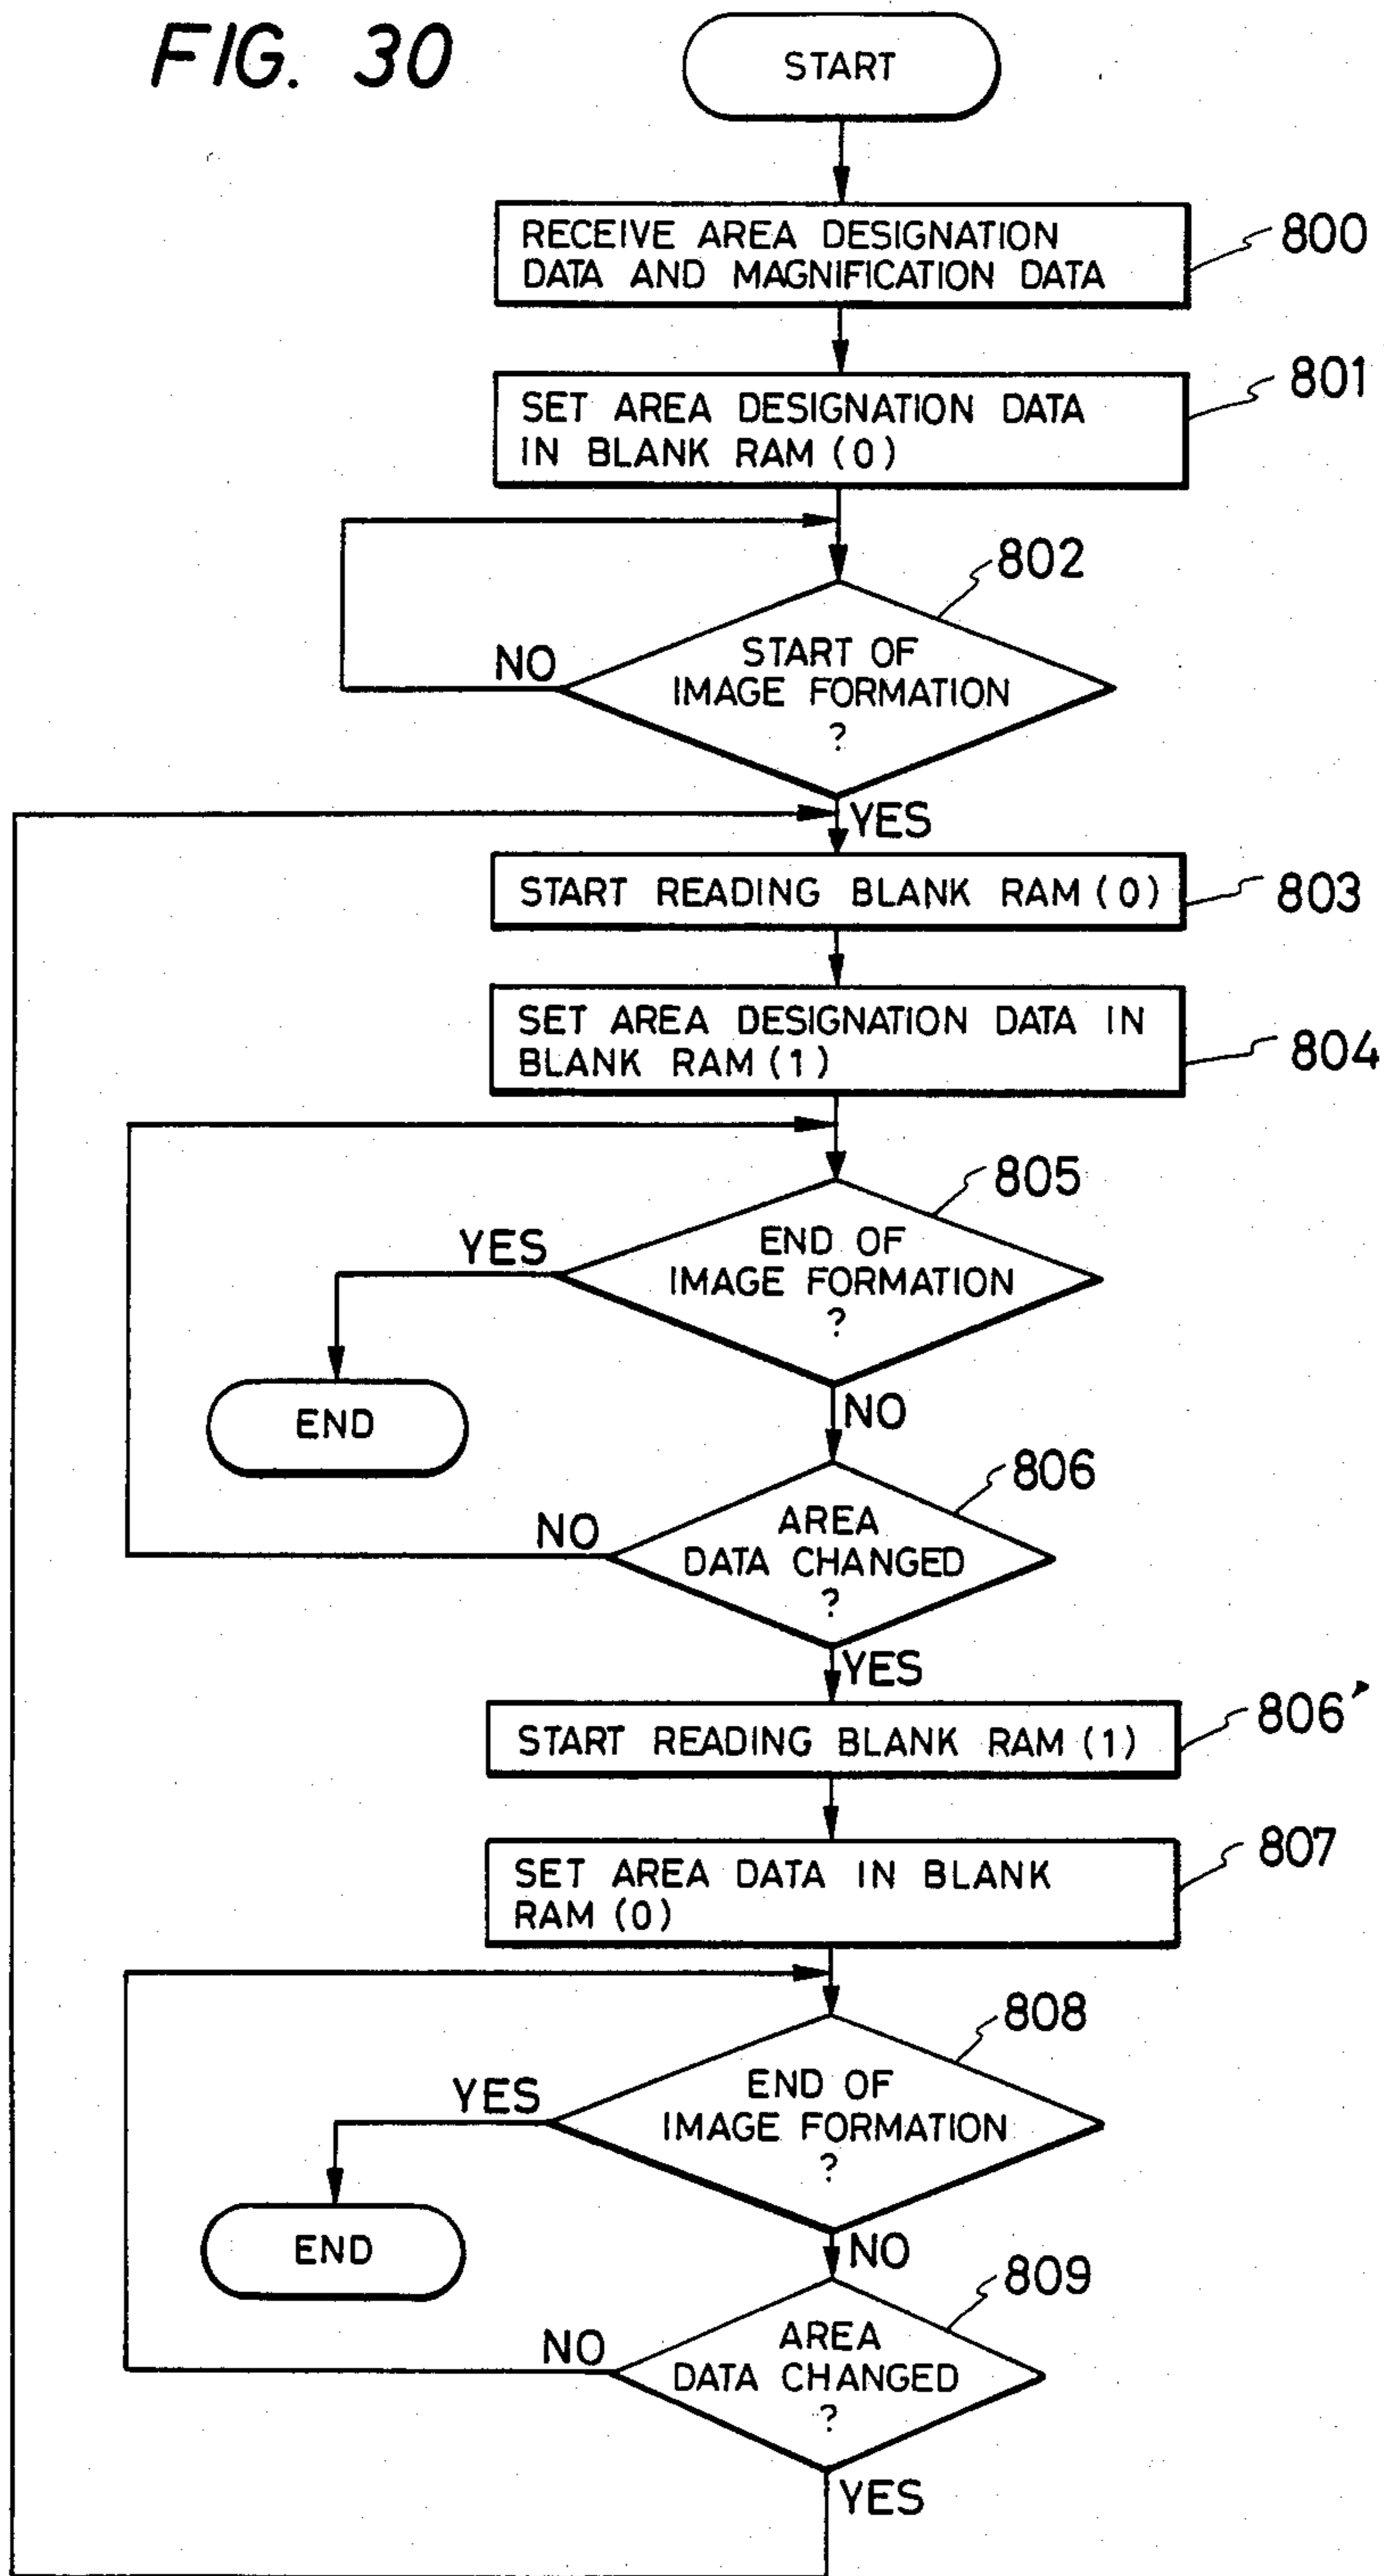 FIG. 30
START
RECEIVE AREA DESIGNATION
DATA AND MAGNIFICATION DATA
800
SET AREA DESIGNATION DATA
IN BLANK RAM (0)
801
802
START OF
IMAGE FORMATION
?
NO
YES
START READING BLANK RAM (0)
803
SET AREA DESIGNATION DATA IN
BLANK RAM (1)
804
805
END OF
IMAGE FORMATION
?
YES
END
NO
806
AREA
DATA CHANGED
?
NO
YES
START READING BLANK RAM (1)
806'
SET AREA DATA IN BLANK
RAM (0)
807
808
END OF
IMAGE FORMATION
?
YES
END
NO
809
AREA
DATA CHANGED
?
NO
YES